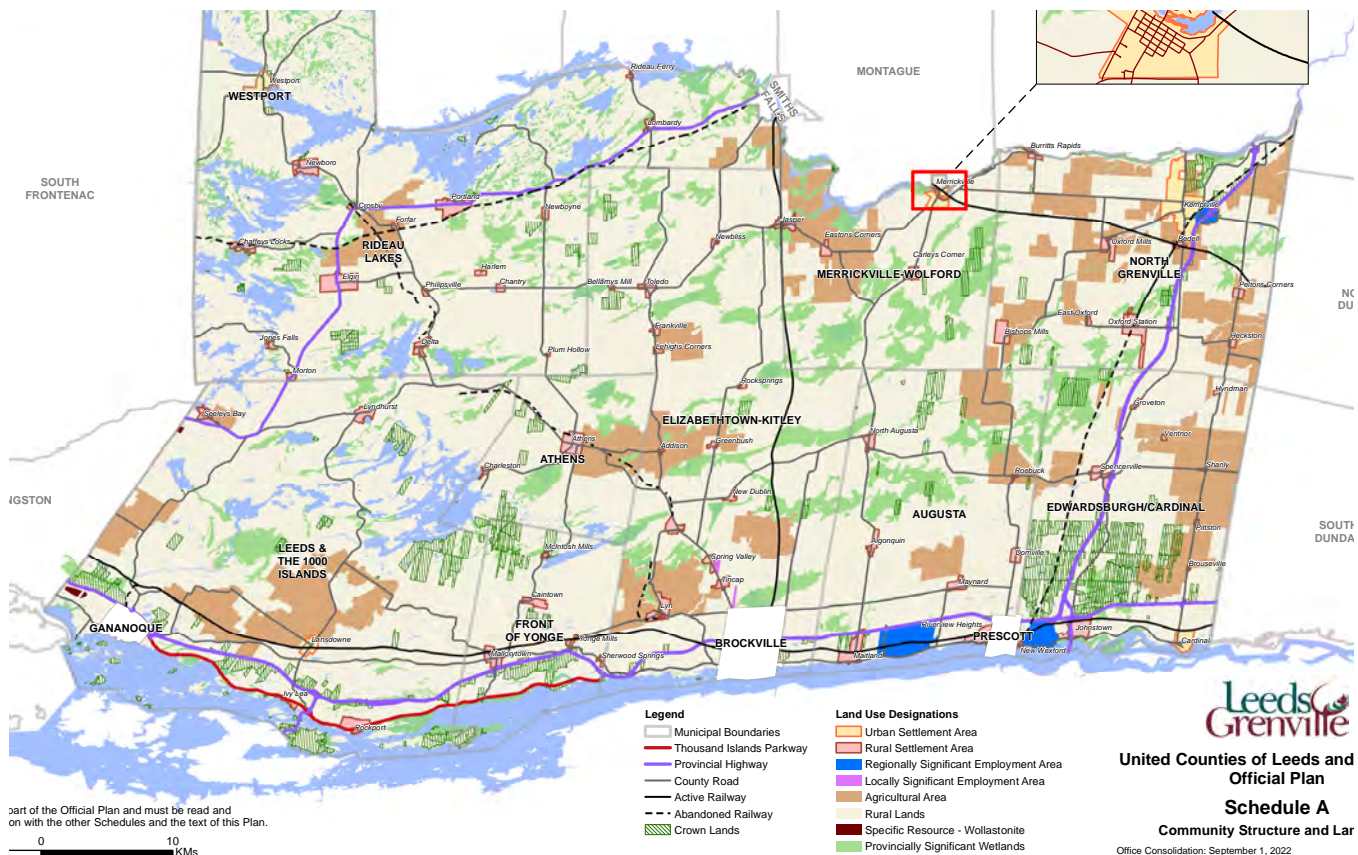 MONTAGUE
SMITHS
FALLS
Rideau Ferry
Westport
WESTPORT
Lombardy
Burritts Rapids
Newboro
Merrickville
SOUTH
FRONTENAC
Portland
Crosby
Newboyne
Kemptville
Forfar
Jasper
Chaffeys Locks
RIDEAU
LAKES
Newbliss
Eastons Corners
Oxford Mills
Bedell
Carleys Corner
NORTH
GRENVILLE
Elgin
Harlem
MERRICKVILLE-WOLFORD
Philipsville
Chantry
Bellamys Mill
Toledo
Peltons Corners
NO
DU
East Oxford
Oxford Station
Frankville
Bishops Mills
Heckston
Jones Falls
Delta
Plum Hollow
Lehighs Corners
Morton
Rocksprings
Hyndman
Seeleys Bay
Lyndhurst
Groveton
ELIZABETHTOWN-KITLEY
North Augusta
Athens
Addison
Greenbush
Ventnor
ATHENS
Charleston
Roebuck
Spencerville
Shanly
NGSTON
New Dublin
EDWARDSBURGH/CARDINAL
AUGUSTA
Pittston
SOUTH
DUNDA
LEEDS &
THE 1000
ISLANDS
McIntosh Mills
Algonquin
Domville
Spring Valley
Brouseville
Tincap
Maynard
Caintown
Lyn
GANANOQUE
FRONT
OF YONGE
Yonge Mills
Riverview Heights
Johnstown
Lansdowne
BROCKVILLE
PRESCOTT
Cardinal
Mallorytown
Sherwood Springs
Maitland
New Wexford
Ivy Lea
Rockport
Legend
Municipal Boundaries
Thousand Islands Parkway
Provincial Highway
County Road
Active Railway
Abandoned Railway
Crown Lands
Land Use Designations
Urban Settlement Area
Rural Settlement Area
Regionally Significant Employment Area
Locally Significant Employment Area
Agricultural Area
Rural Lands
Specific Resource - Wollastonite
Provincially Significant Wetlands
Leeds
Grenville
United Counties of Leeds and
Official Plan
Schedule A
Community Structure and Lan
Office Consolidation: September 1, 2022
part of the Official Plan and must be read and
on with the other Schedules and the text of this Plan.
0 10
KMs